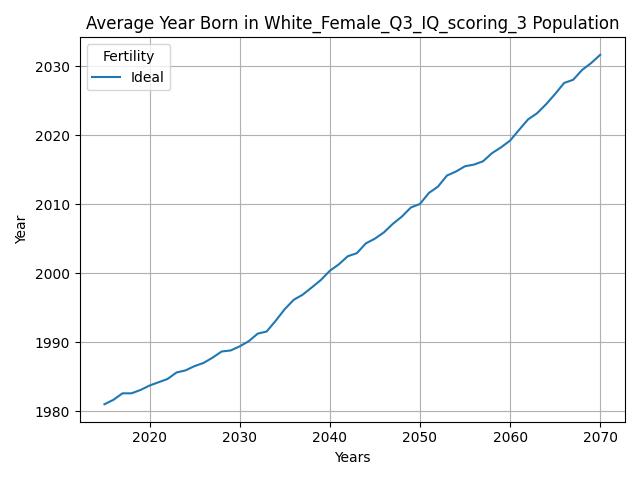 Average Year Born in White_Female_Q3_IQ_scoring_3 Population
Fertility
Ideal
2030
2020
2010
2000
1990
1980
Year
2020 2030 2040 2050 2060 2070
Years